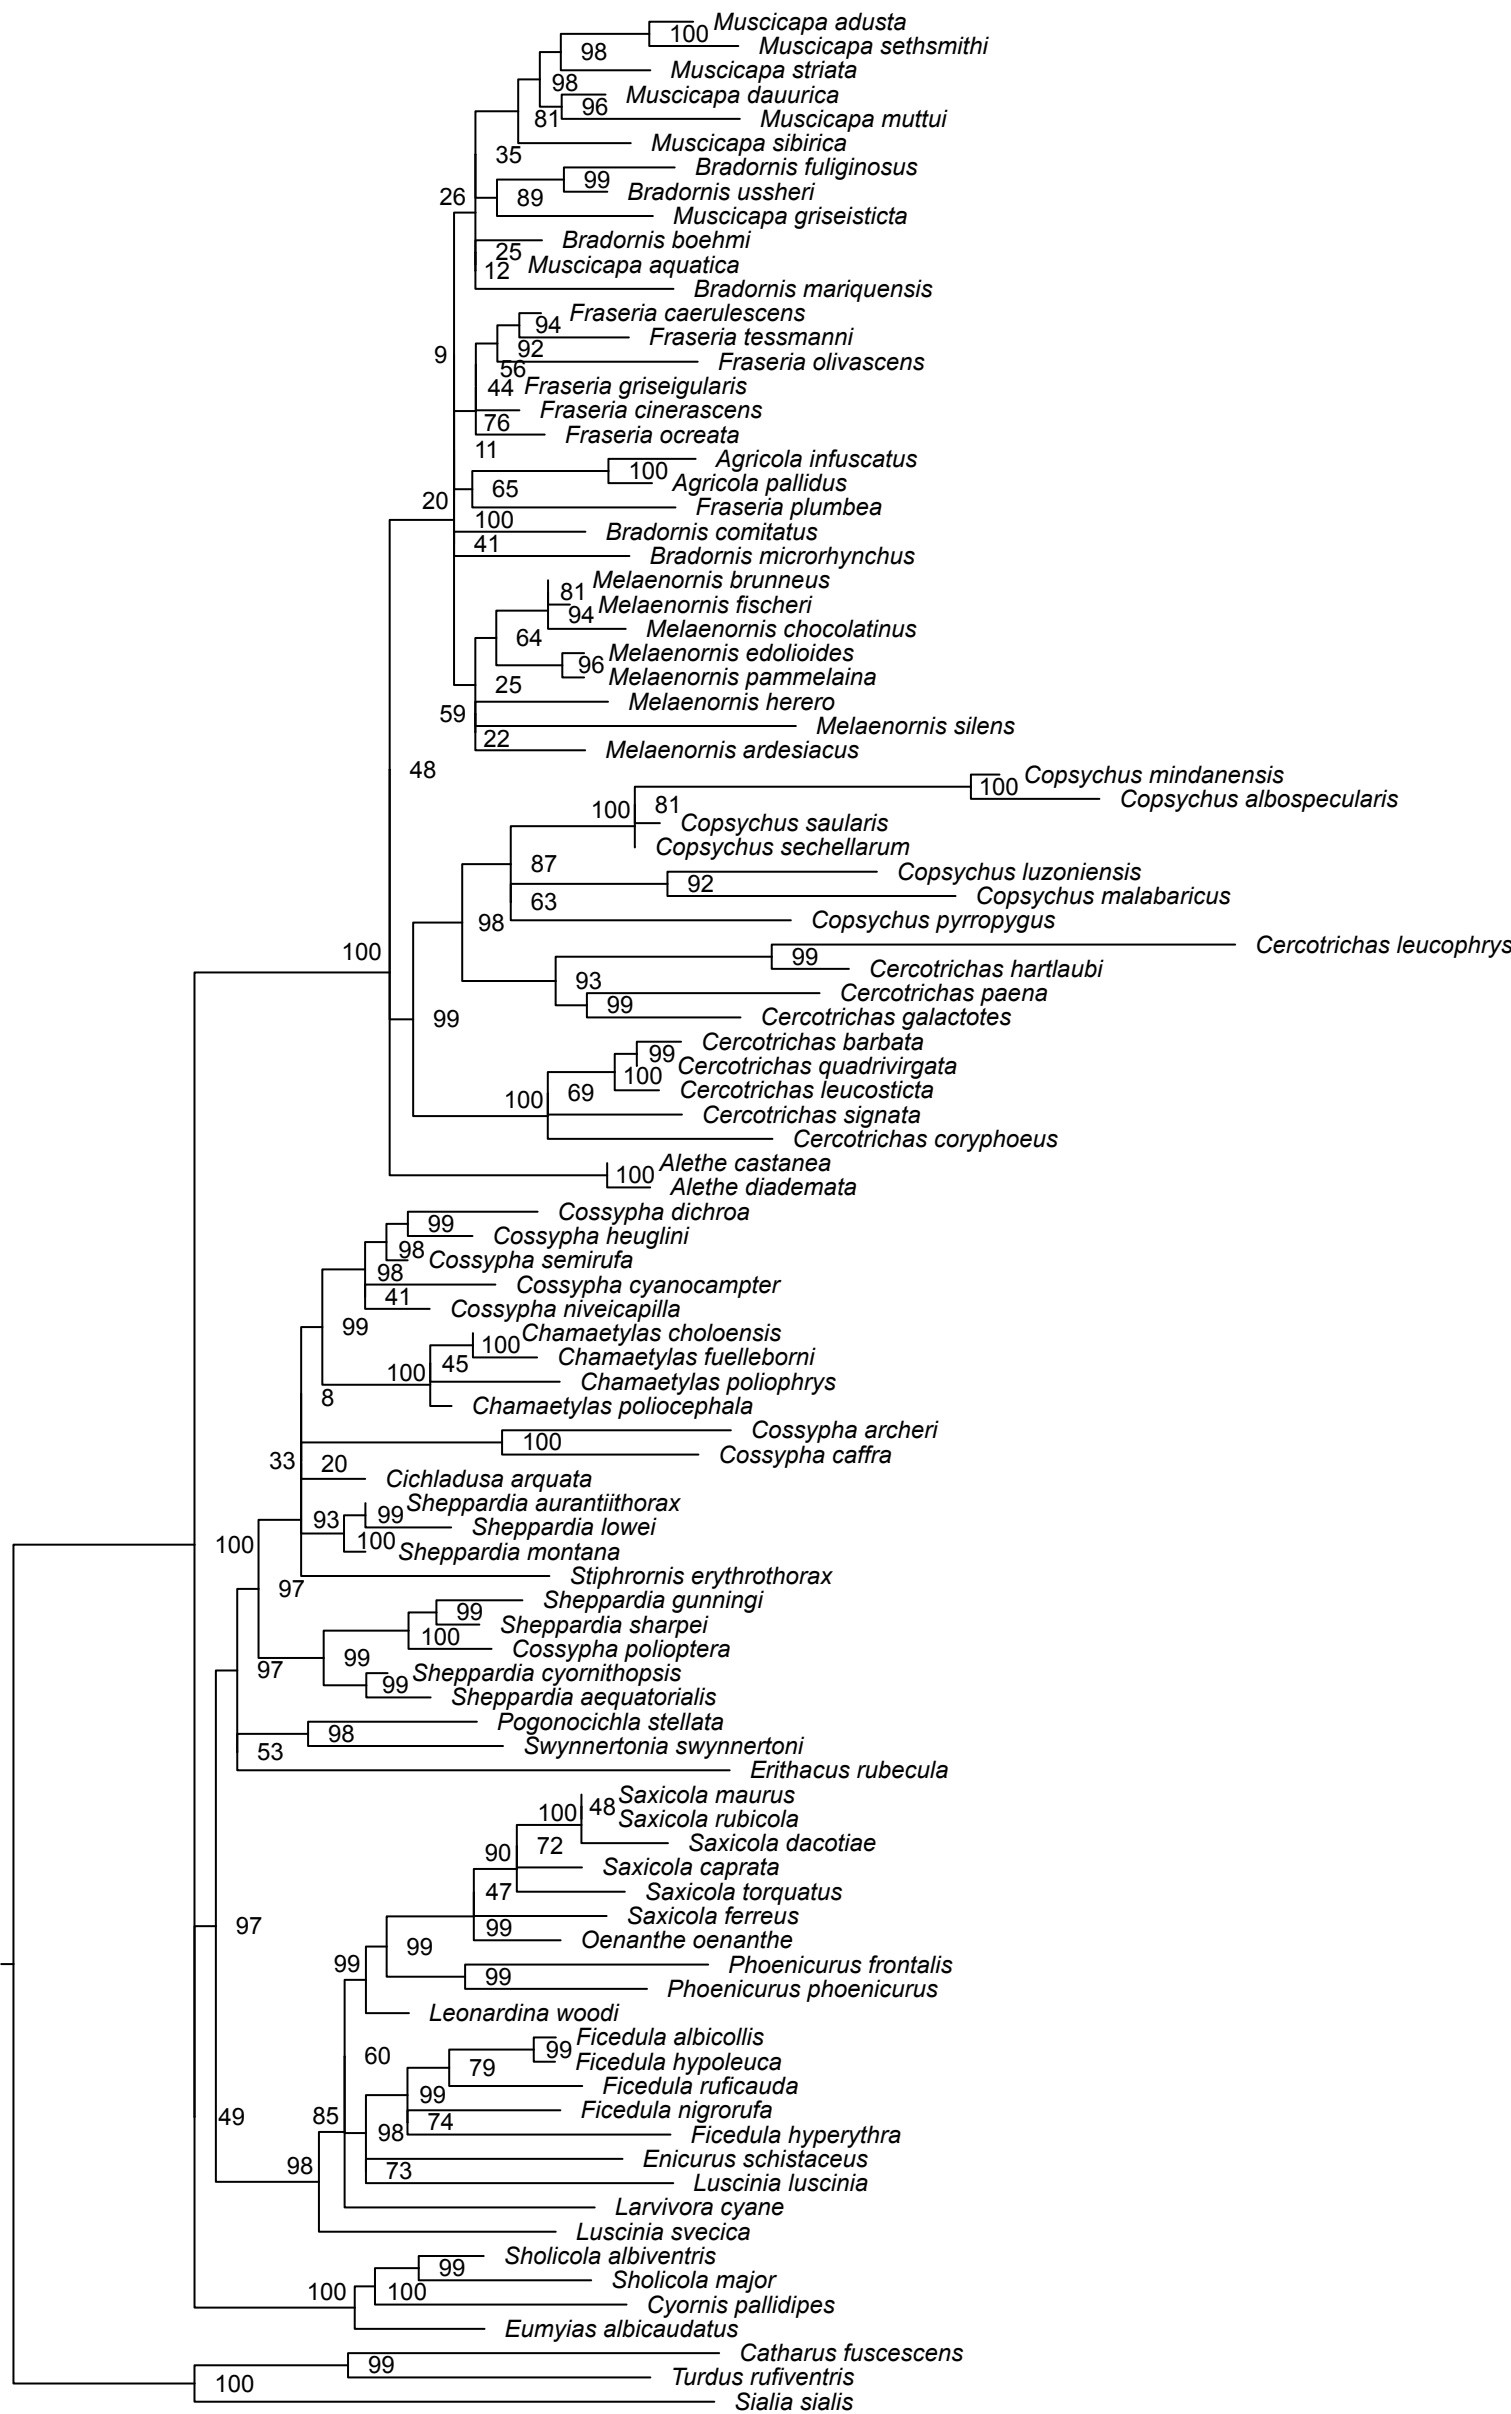 Muscicapa adusta
100
Muscicapa sethsmithi
98
Muscicapa striata
98
Muscicapa dauurica
96
81
Muscicapa muttui
Muscicapa sibirica
35
Bradornis fuliginosus
99
Bradornis ussheri
89
26
Muscicapa griseisticta
Bradornis boehmi
25
Muscicapa aquatica
12
Bradornis mariquensis
Fraseria caerulescens
94
Fraseria tessmanni
92
9
Fraseria olivascens
56
44
Fraseria griseigularis
Fraseria cinerascens
76
Fraseria ocreata
11
Agricola infuscatus
100
Agricola pallidus
65
20
Fraseria plumbea
100
Bradornis comitatus
41
Bradornis microrhynchus
Melaenornis brunneus
81
Melaenornis fischeri
94
Melaenornis chocolatinus
64
Melaenornis edolioides
96
Melaenornis pammelaina
25
Melaenornis herero
59
Melaenornis silens
22
Melaenornis ardesiacus
48
Copsychus mindanensis
100
Copsychus albospecularis
100
81
Copsychus saularis
Copsychus sechellarum
87
Copsychus luzoniensis
92
Copsychus malabaricus
63
98
Copsychus pyrropygus
Cercotrichas leucophrys
100
99
Cercotrichas hartlaubi
93
Cercotrichas paena
99
Cercotrichas galactotes
99
Cercotrichas barbata
99
Cercotrichas quadrivirgata
100
Cercotrichas leucosticta
69
100
Cercotrichas signata
Cercotrichas coryphoeus
Alethe castanea
100
Alethe diademata
Cossypha dichroa
99
Cossypha heuglini
98
Cossypha semirufa
98
Cossypha cyanocampter
41
Cossypha niveicapilla
99
Chamaetylas choloensis
100
Chamaetylas fuelleborni
45
100
Chamaetylas poliophrys
8
Chamaetylas poliocephala
Cossypha archeri
100
Cossypha caffra
33
20
Cichladusa arquata
Sheppardia aurantiithorax
99
93
Sheppardia lowei
100
100
Sheppardia montana
Stiphrornis erythrothorax
97
Sheppardia gunningi
99
Sheppardia sharpei
100
Cossypha polioptera
99
97
Sheppardia cyornithopsis
99
Sheppardia aequatorialis
Pogonocichla stellata
98
Swynnertonia swynnertoni
53
Erithacus rubecula
Saxicola maurus
48
100
Saxicola rubicola
72
Saxicola dacotiae
90
Saxicola caprata
47
Saxicola torquatus
Saxicola ferreus
97
99
Oenanthe oenanthe
99
99
Phoenicurus frontalis
99
Phoenicurus phoenicurus
Leonardina woodi
Ficedula albicollis
99
60
Ficedula hypoleuca
79
Ficedula ruficauda
99
Ficedula nigrorufa
49
85
74
98
Ficedula hyperythra
Enicurus schistaceus
98
73
Luscinia luscinia
Larvivora cyane
Luscinia svecica
Sholicola albiventris
99
Sholicola major
100
100
Cyornis pallidipes
Eumyias albicaudatus
Catharus fuscescens
99
Turdus rufiventris
100
Sialia sialis